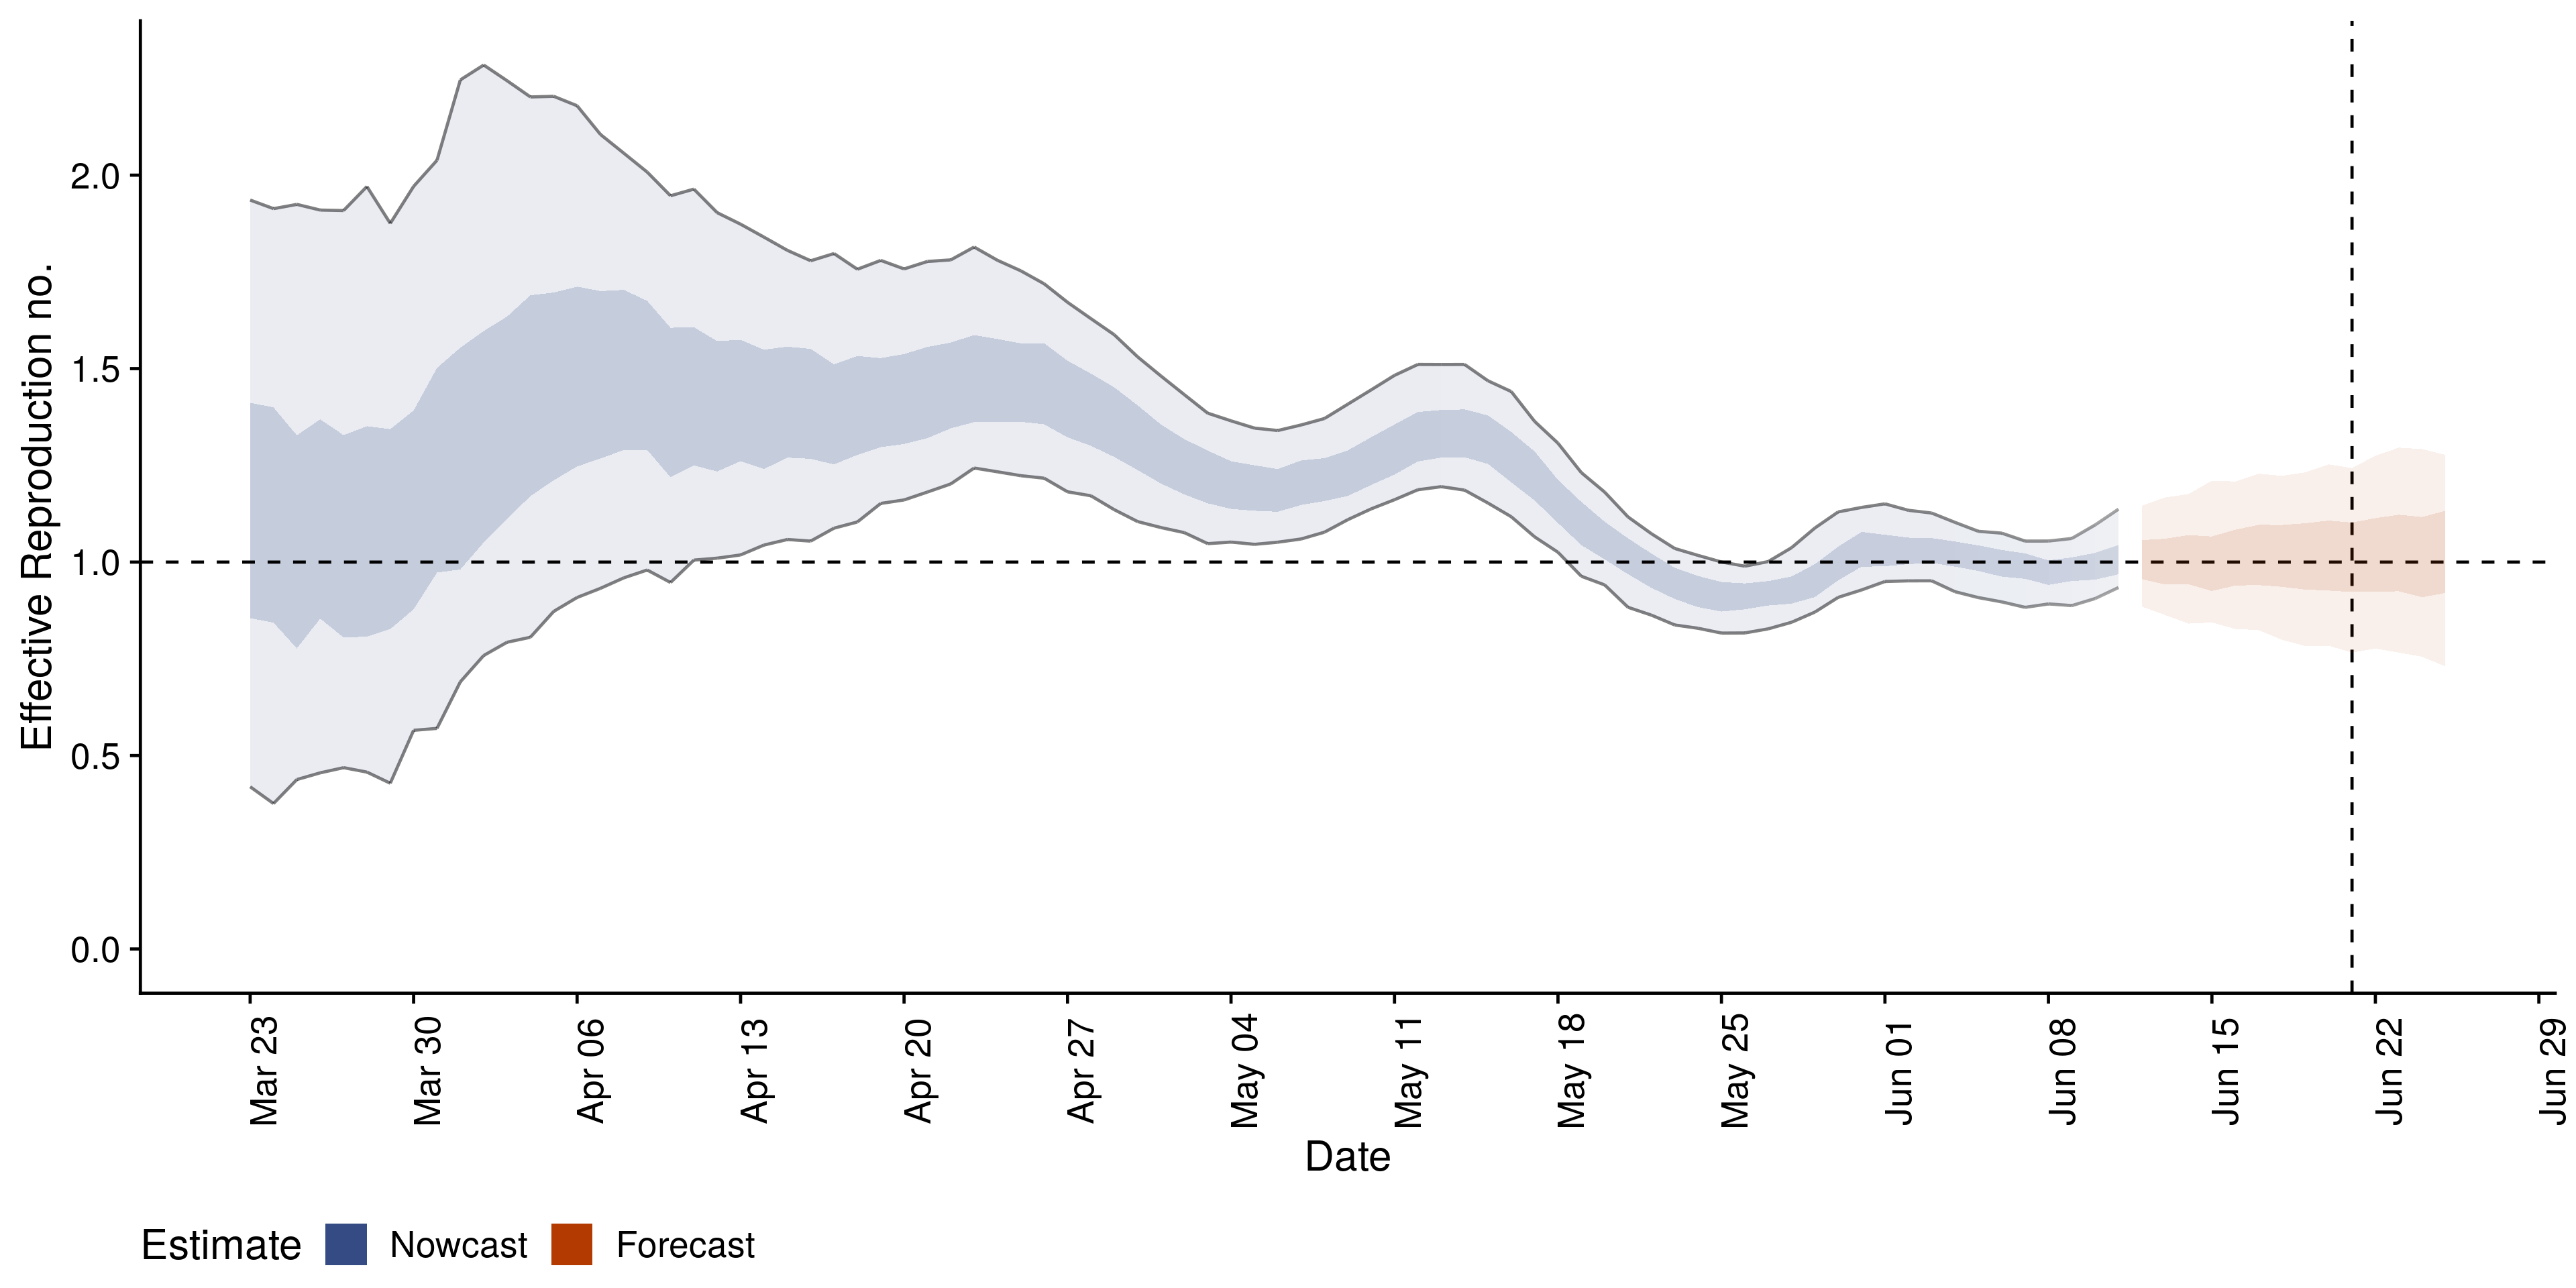 Effective Reproduction no.
2.0
1.5
1.0
0.5
0.0
Mar 23
Mar 30
Apr 06
Apr 13
Apr 20
Apr 27
May 04
May 11
May 18
May 25
Jun 01
Jun 08
Jun 15
Jun 22
Jun 29
Date
Estimate Nowcast Forecast